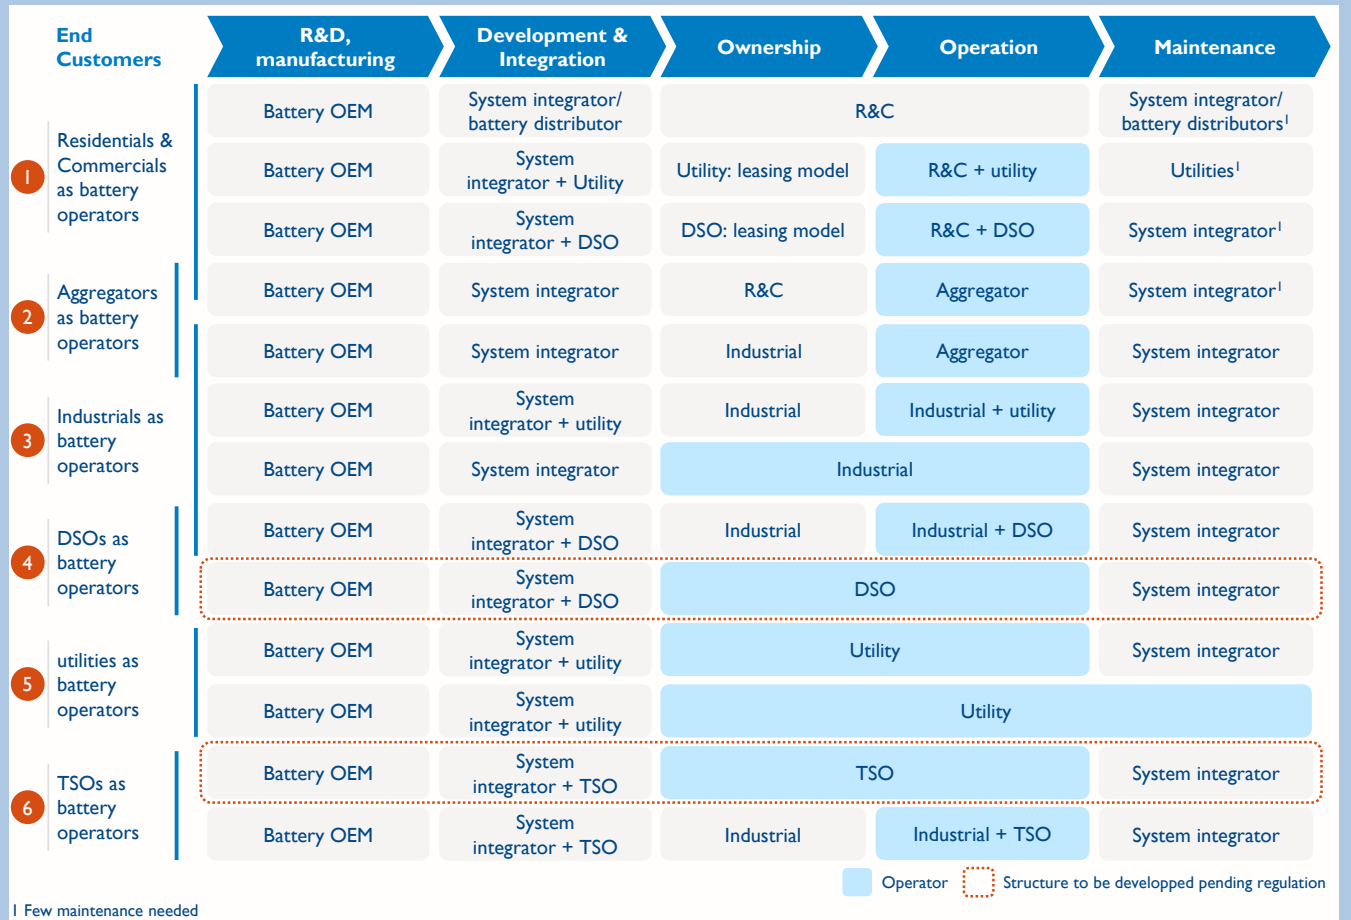 End
Customers
R&D,
manufacturing
Development &
Integration
Ownership
Operation
Maintenance
1
Residentials &
Commercials
as battery
operators
Battery OEM
System integrator/
battery distributor
R&C
System integrator/
battery distributors1
Battery OEM
System
integrator + Utility
Utility: leasing model
R&C + utility
Utilities1
Battery OEM
System
integrator + DSO
DSO: leasing model
R&C + DSO
System integrator1
2
Aggregators
as battery
operators
Battery OEM
System integrator
R&C
Aggregator
System integrator1
Battery OEM
System integrator
Industrial
Aggregator
System integrator
3
Industrials as
battery
operators
Battery OEM
System
integrator + utility
Industrial
Industrial + utility
System integrator
Battery OEM
System integrator
Industrial
System integrator
4
DSOs as
battery
operators
Battery OEM
System
integrator + DSO
Industrial
Industrial + DSO
System integrator
Battery OEM
System
integrator + DSO
DSO
System integrator
5
utilities as
battery
operators
Battery OEM
System
integrator + utility
Utility
System integrator
Battery OEM
System
integrator + utility
Utility
6
TSOs as
battery
operators
Battery OEM
System
integrator + TSO
TSO
System integrator
Battery OEM
System
integrator + TSO
Industrial
Industrial + TSO
System integrator
Operator
Structure to be developped pending regulation
1 Few maintenance needed